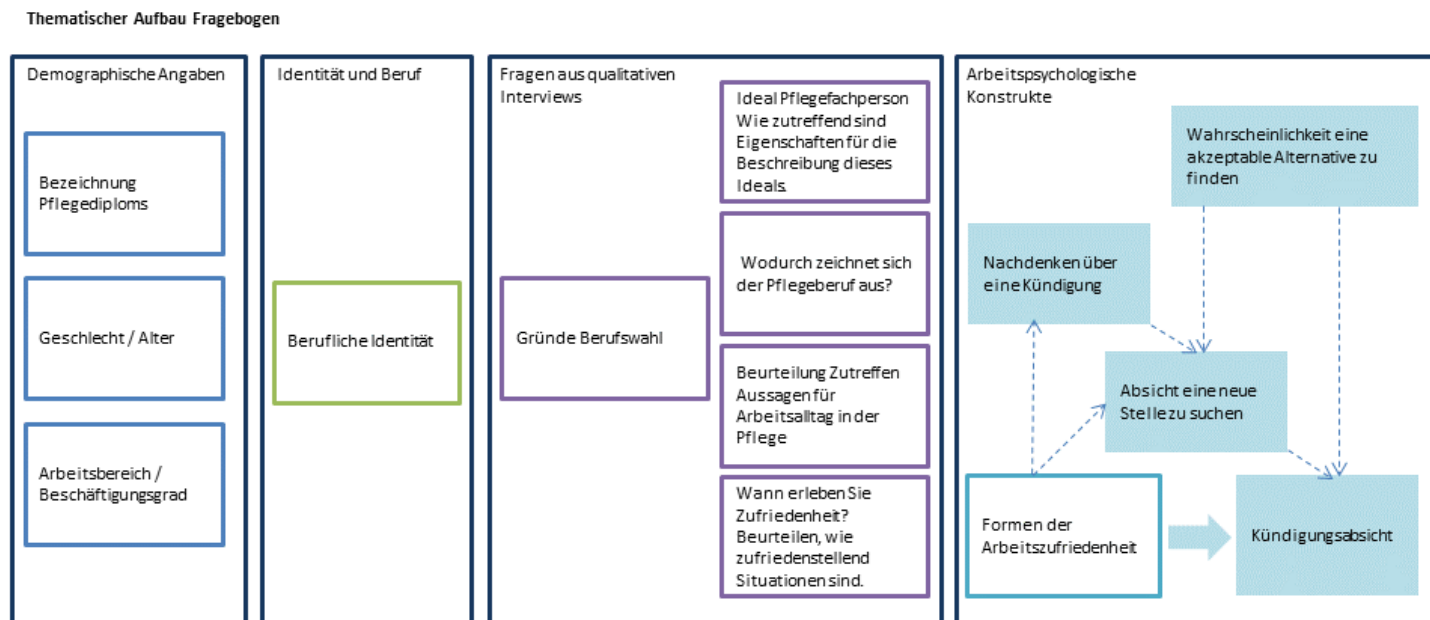 Thematischer Aufbau Fragebogen
Demographische Angaben
Bezeichnung
Pflegediploms
Geschlecht / Alter
Arbeitsbereich /
Beschäftigungsgrad
Identität und Beruf
Berufliche Identität
Fragen aus qualitativen
Interviews
Gründe Berufswahl
Ideal Pflegefachperson
Wie zutreffend sind
Eigenschaften für die
Beschreibung dieses
Ideals.
Wodurch zeichnet sich
der Pflegeberuf aus?
Beurteilung Zutreffen
Aussagen für
Arbeitsalltag in der
Pflege
Wann erleben Sie
Zufriedenheit?
Beurteilen, wie
zufriedenstellend
Situationen sind.
Arbeitspsychologische
Konstrukte
Wahrscheinlichkeit eine
akzeptable Alternative zu
finden
Nachdenken über
eine Kündigung
Absicht eine neue
Stelle zu suchen
Formen der
Arbeitszufriedenheit
Kündigungsabsicht